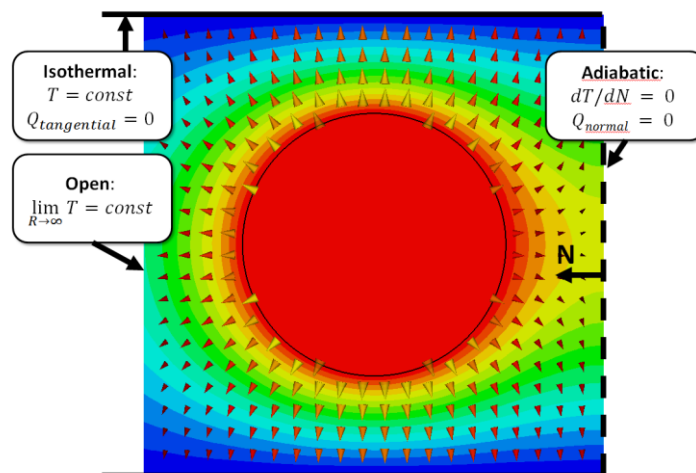 Isothermal:
T = const
Q_tangential = 0
Open:
lim_{R→∞} T = const
Adiabatic:
dT/dN = 0
Q_normal = 0
N